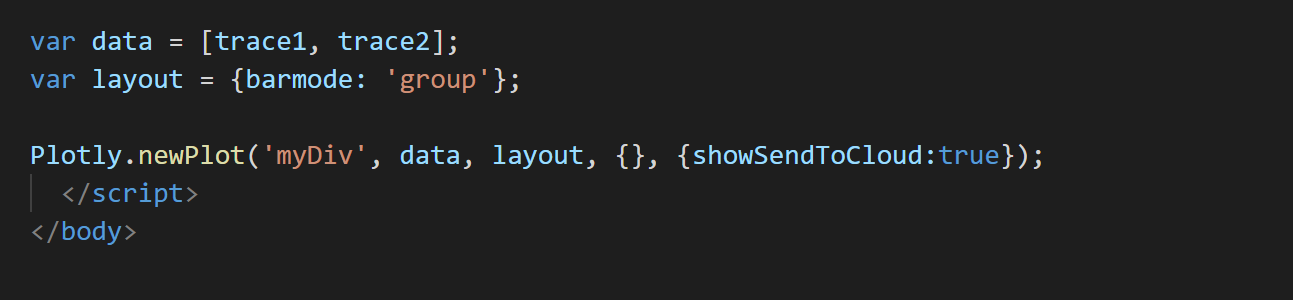 var data = [trace1, trace2];
var layout = {barmode: 'group'};
Plotly.newPlot('myDiv', data, layout, {}, {showSendToCloud:true});
</script>
</body>